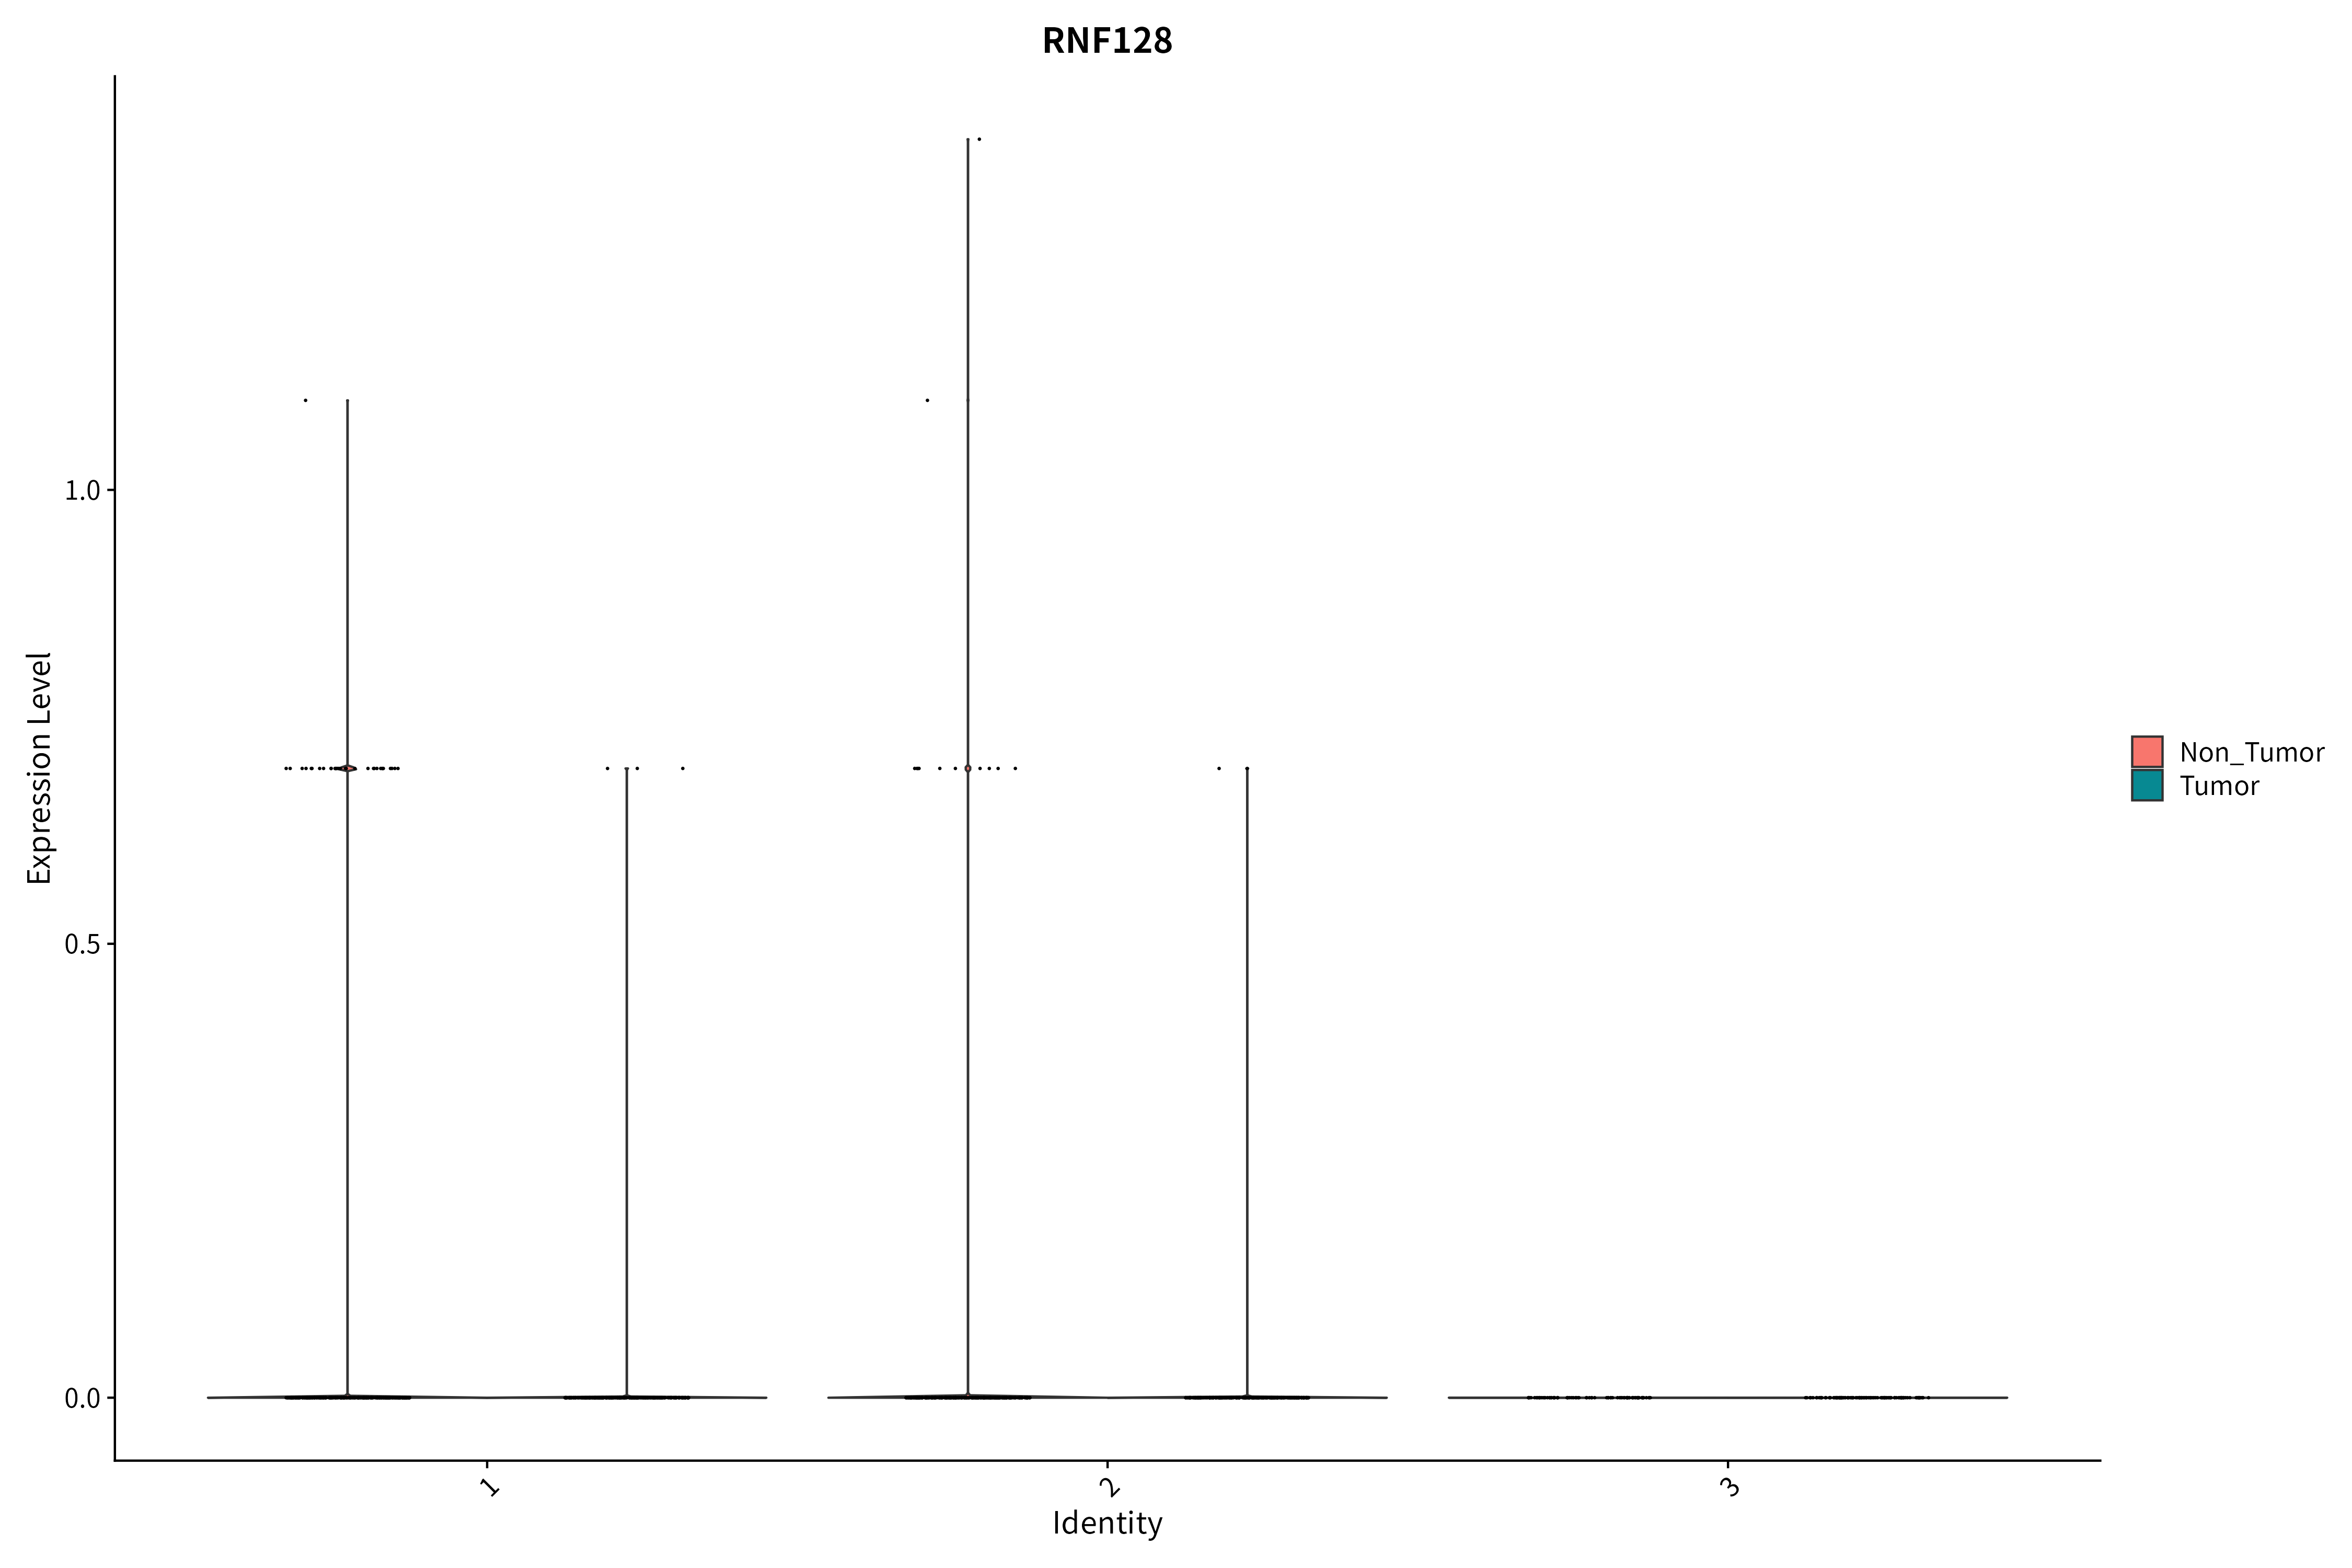 RNF128
Expression Level
1.0
0.5
0.0
1
2
3
Identity
Non_Tumor
Tumor